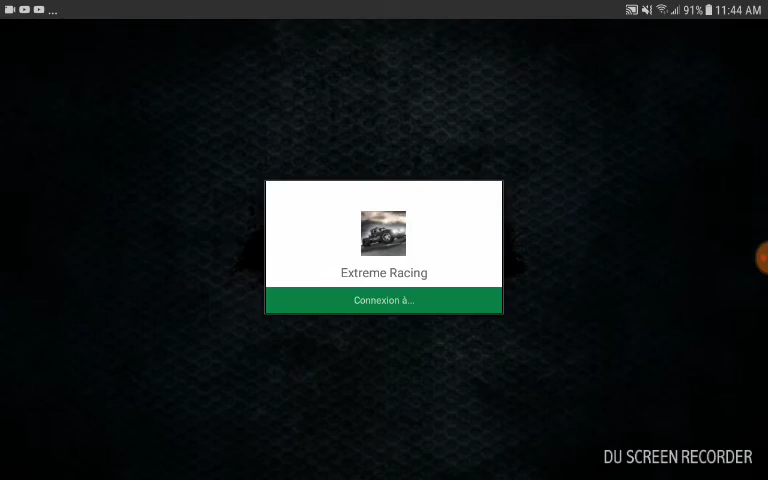 ... 91% 11:44 AM
Extreme Racing
Connexion à...
DU SCREEN RECORDER